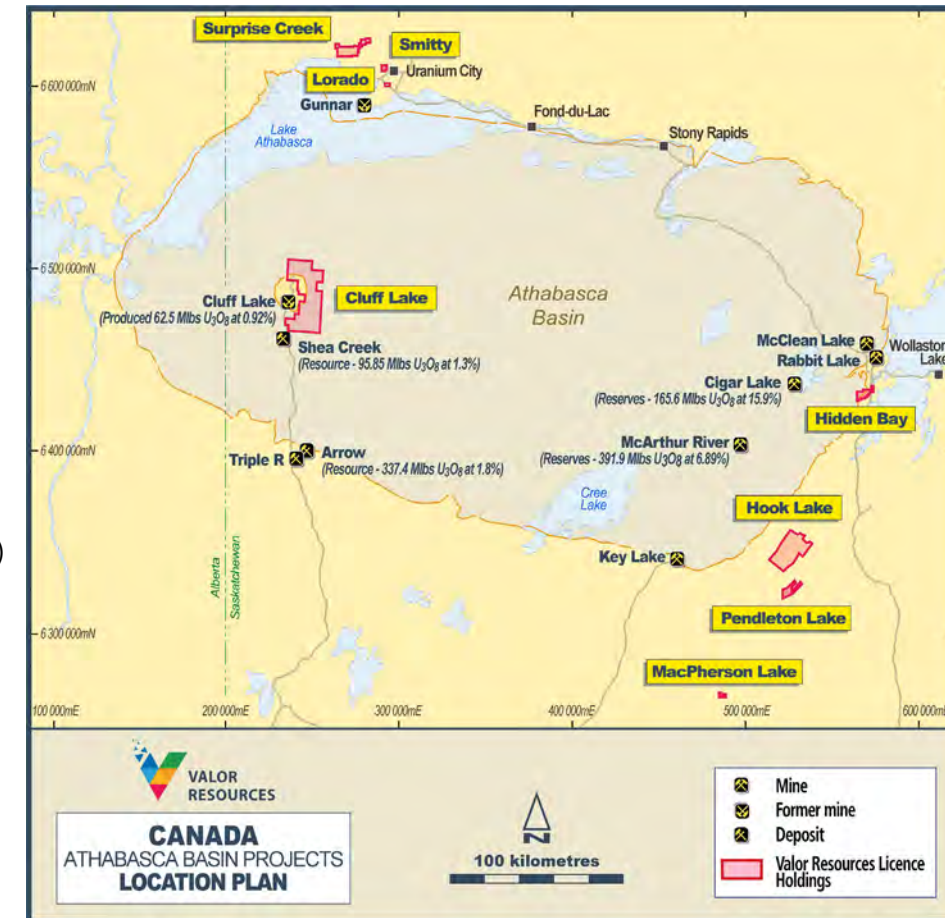 Surprise Creek
Smitty
Uranium City
6 600 000mN
Lorado
Gunnar
Fond-du-Lac
Lake
Athabasca
Stony Rapids
6 500 000mN
Cluff Lake
(Produced 62.5 Mlbs U3O8 at 0.92%)
Cluff Lake
Athabasca
Basin
Shea Creek
(Resource - 95.85 Mlbs U3O8 at 1.3%)
McClean Lake
Rabbit Lake
Wollaston
Lake
Cigar Lake
(Reserves - 165.6 Mlbs U3O8 at 15.9%)
Hidden Bay
6 400 000mN
Triple R
Arrow
(Resource - 337.4 Mlbs U3O8 at 1.8%)
McArthur River
(Reserves - 391.9 Mlbs U3O8 at 6.89%)
Cree
Lake
Hook Lake
Key Lake
Alberta
Saskatchewan
Pendleton Lake
6 300 000mN
MacPherson Lake
100 000mE
200 000mE
300 000mE
400 000mE
500 000mE
VALOR
RESOURCES
CANADA
ATHABASCA BASIN PROJECTS
LOCATION PLAN
N
100 kilometres
Mine
Former mine
Deposit
Valor Resources Licence
Holdings
)